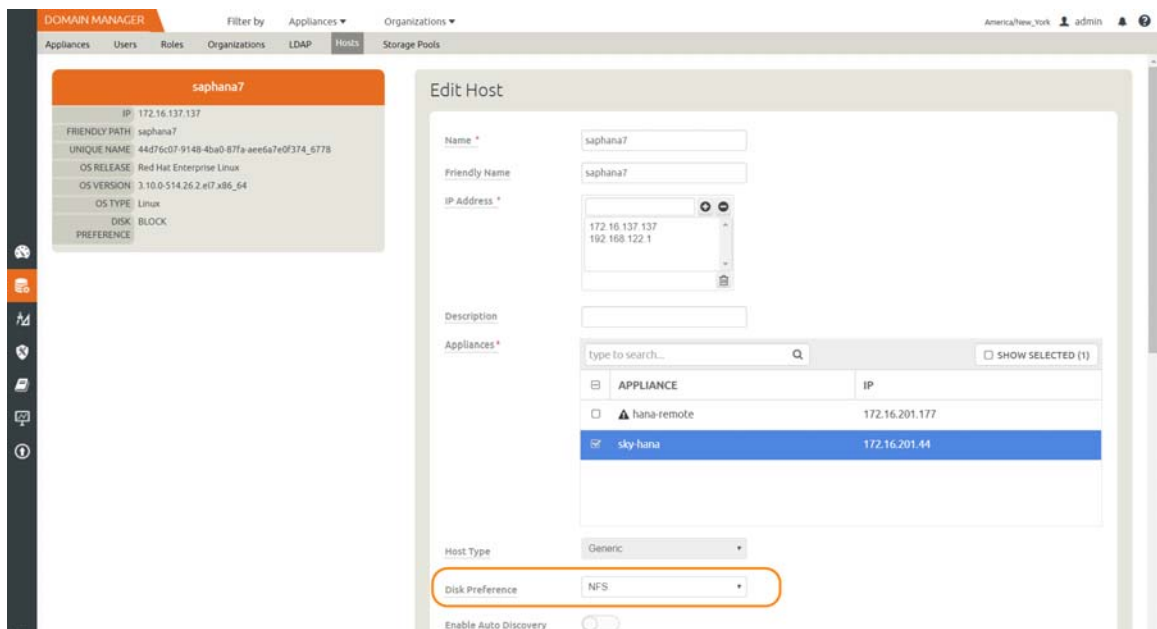 DOMAIN MANAGER Filter by Appliances ▾ Organizations ▾ America/New_York admin
Appliances Users Roles Organizations LDAP Hosts Storage Pools
saphana7
IP 172.16.137.137
FRIENDLY PATH saphana7
UNIQUE NAME 44d76c07-9148-4ba0-87fa-aee6a7e0f374_6778
OS RELEASE Red Hat Enterprise Linux
OS VERSION 3.10.0-514.26.2.el7.x86_64
OS TYPE Linux
DISK PREFERENCE BLOCK
Edit Host
Name * saphana7
Friendly Name saphana7
IP Address *
172.16.137.137
192.168.122.1
Description
Appliances *
type to search... SHOW SELECTED (1)
APPLIANCE IP
hana-remote 172.16.201.177
sky-hana 172.16.201.44
Host Type Generic
Disk Preference NFS
Enable Auto Discovery